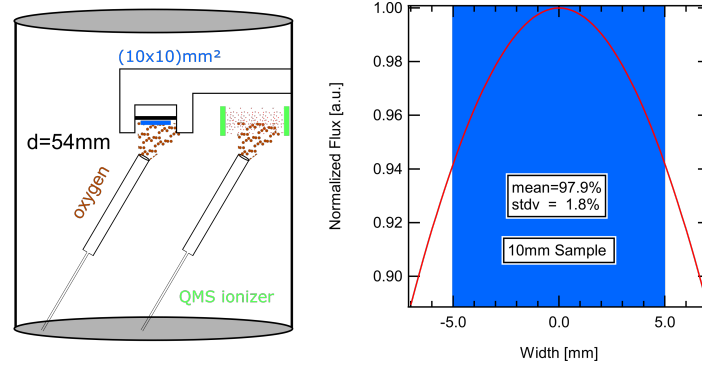 (10x10)mm²
d=54mm
oxygen
QMS ionizer
Normalized Flux [a.u.]
1.00
0.98
0.96
0.94
0.92
0.90
mean=97.9%
stdv = 1.8%
10mm Sample
-5.0
0.0
5.0
Width [mm]